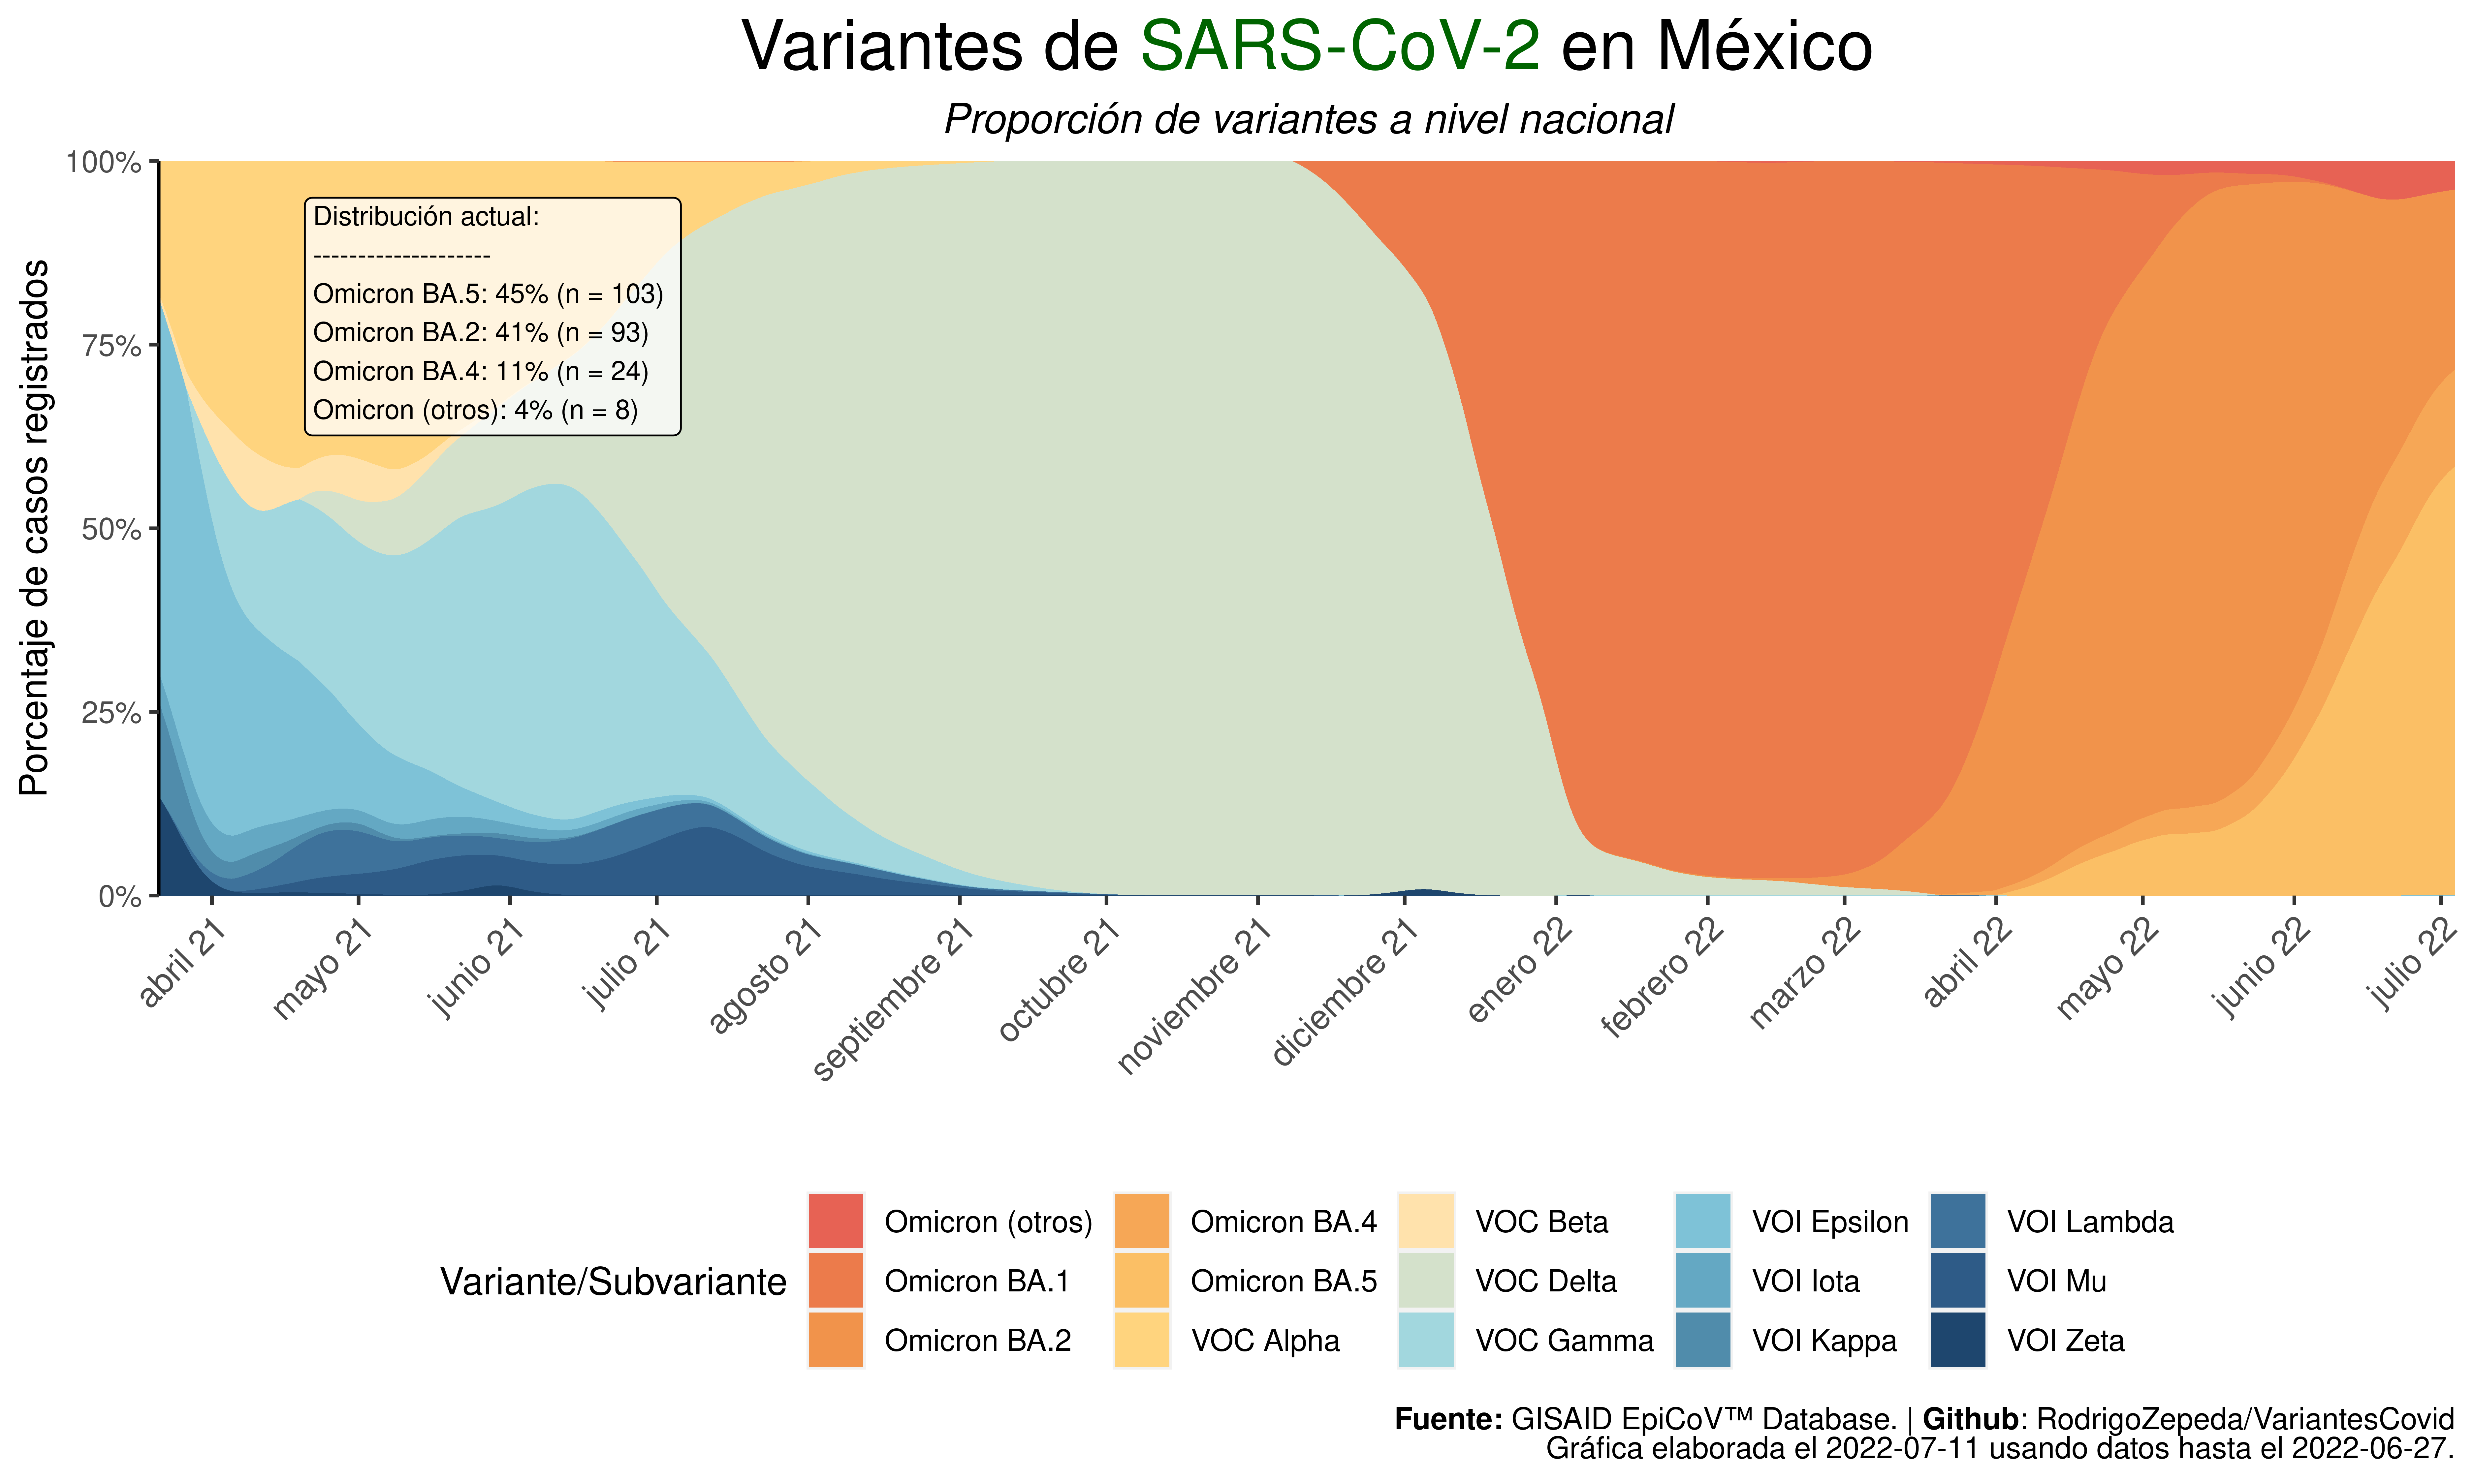 Variantes de SARS-CoV-2 en México
Proporción de variantes a nivel nacional
Porcentaje de casos registrados
100%
75%
50%
25%
0%
Distribución actual:
--------------------
Omicron BA.5: 45% (n = 103)
Omicron BA.2: 41% (n = 93)
Omicron BA.4: 11% (n = 24)
Omicron (otros): 4% (n = 8)
abril 21
mayo 21
junio 21
julio 21
agosto 21
septiembre 21
octubre 21
noviembre 21
diciembre 21
enero 22
febrero 22
marzo 22
abril 22
mayo 22
junio 22
julio 22
Variante/Subvariante
Omicron (otros)
Omicron BA.1
Omicron BA.2
Omicron BA.4
Omicron BA.5
VOC Alpha
VOC Beta
VOC Delta
VOC Gamma
VOI Epsilon
VOI Iota
VOI Kappa
VOI Lambda
VOI Mu
VOI Zeta
Fuente: GISAID EpiCoV™ Database. | Github: RodrigoZepeda/VariantesCovid
Gráfica elaborada el 2022-07-11 usando datos hasta el 2022-06-27.